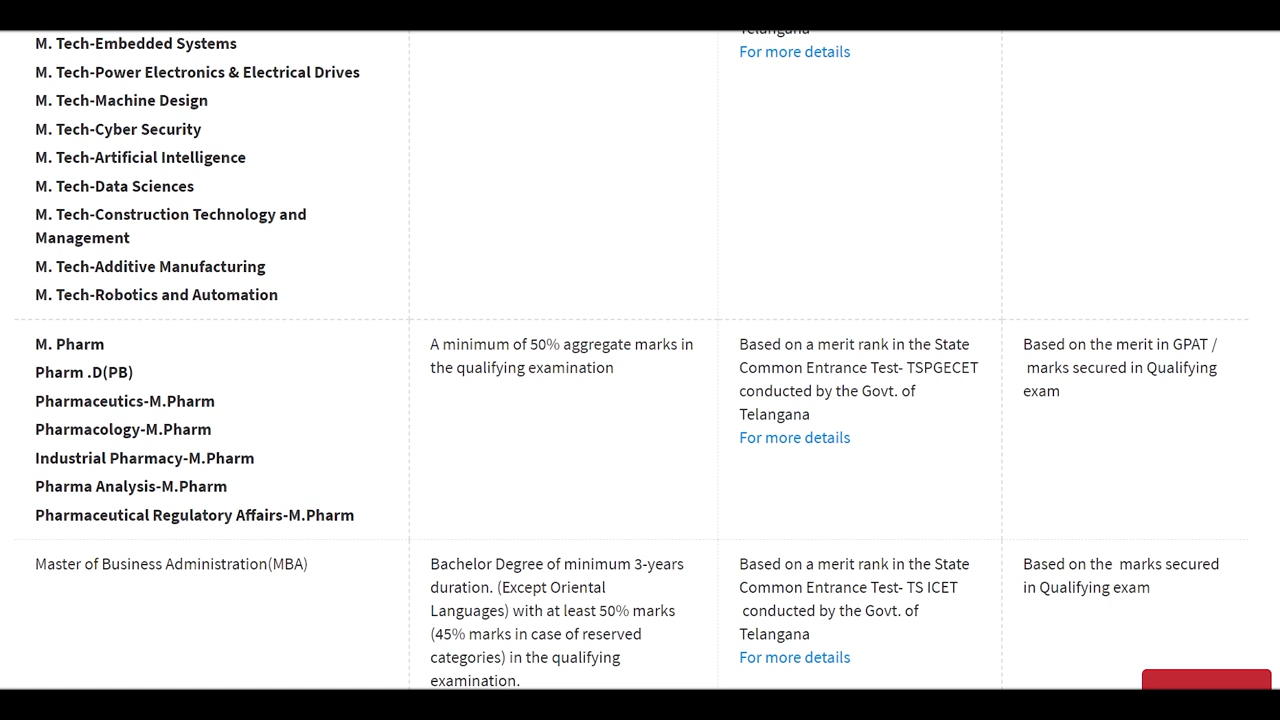 M. Tech-Embedded Systems
M. Tech-Power Electronics & Electrical Drives
M. Tech-Machine Design
M. Tech-Cyber Security
M. Tech-Artificial Intelligence
M. Tech-Data Sciences
M. Tech-Construction Technology and
Management
M. Tech-Additive Manufacturing
M. Tech-Robotics and Automation
Telangana
For more details
M. Pharm
Pharm .D(PB)
Pharmaceutics-M.Pharm
Pharmacology-M.Pharm
Industrial Pharmacy-M.Pharm
Pharma Analysis-M.Pharm
Pharmaceutical Regulatory Affairs-M.Pharm
A minimum of 50% aggregate marks in
the qualifying examination
Based on a merit rank in the State
Common Entrance Test- TSPGECET
conducted by the Govt. of
Telangana
For more details
Based on the merit in GPAT /
marks secured in Qualifying
exam
Master of Business Administration(MBA)
Bachelor Degree of minimum 3-years
duration. (Except Oriental
Languages) with at least 50% marks
(45% marks in case of reserved
categories) in the qualifying
examination.
Based on a merit rank in the State
Common Entrance Test- TS ICET
conducted by the Govt. of
Telangana
For more details
Based on the  marks secured
in Qualifying exam